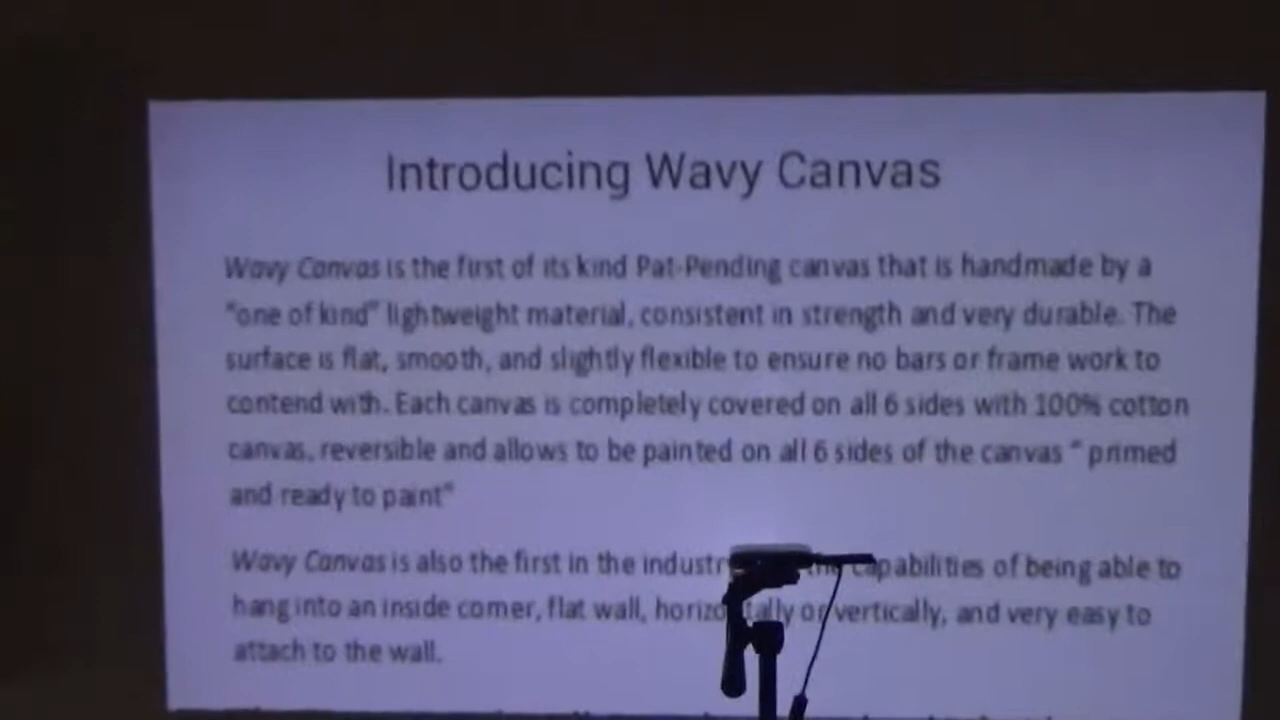 Introducing Wavy Canvas
Wavy Canvas is the first of its kind Pat-Pending canvas that is handmade by a
“one of kind” lightweight material, consistent in strength and very durable. The
surface is flat, smooth, and slightly flexible to ensure no bars or frame work to
contend with. Each canvas is completely covered on all 6 sides with 100% cotton
canvas, reversible and allows to be painted on all 6 sides of the canvas “ primed
and ready to paint”
Wavy Canvas is also the first in the industry the capabilities of being able to
hang into an inside corner, flat wall, horizontally or vertically, and very easy to
attach to the wall.